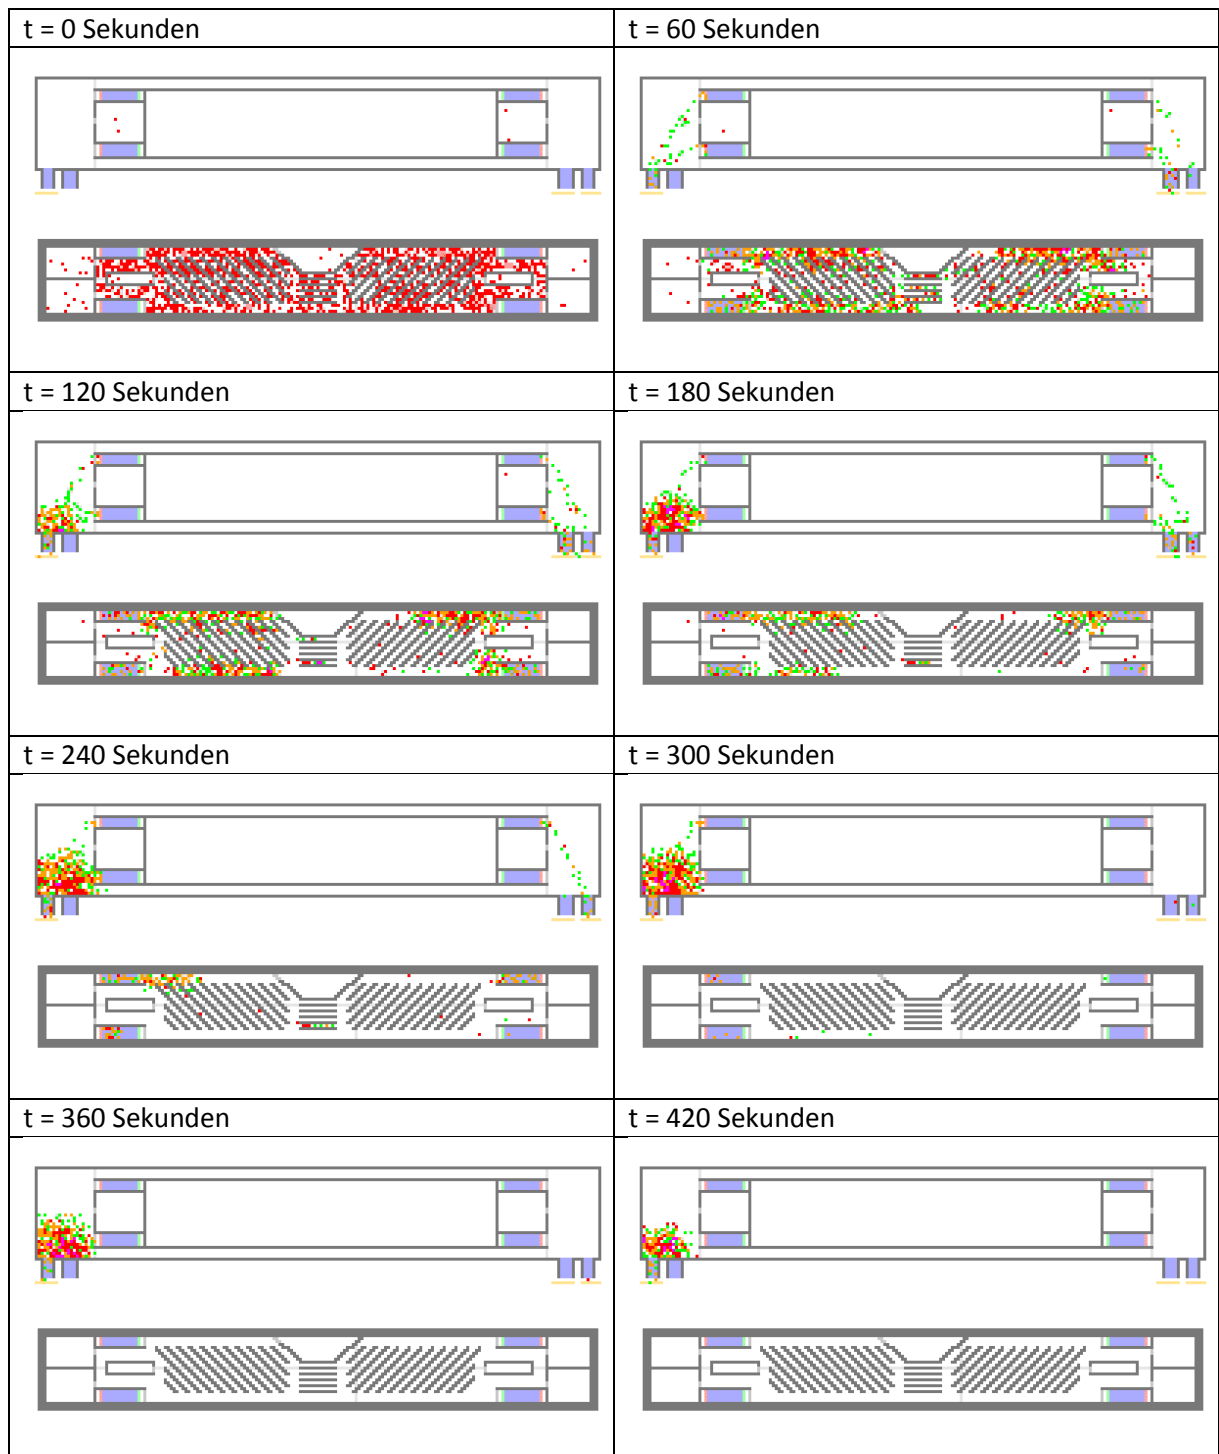 t = 0 Sekunden
t = 60 Sekunden
t = 120 Sekunden
t = 180 Sekunden
t = 240 Sekunden
t = 300 Sekunden
t = 360 Sekunden
t = 420 Sekunden